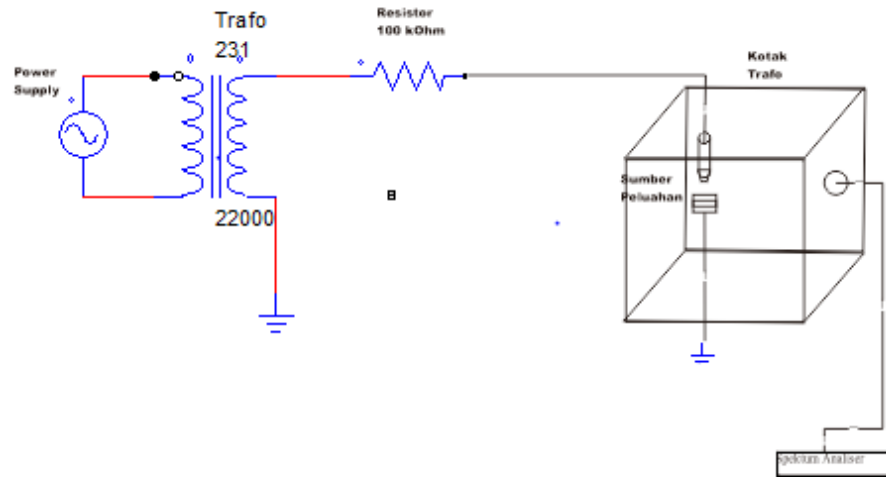 Trafo
231
Resistor
100 kOhm
Power
Supply
Kotak
Trafo
Sumber
Peluahan
22000
Spektum Analiser